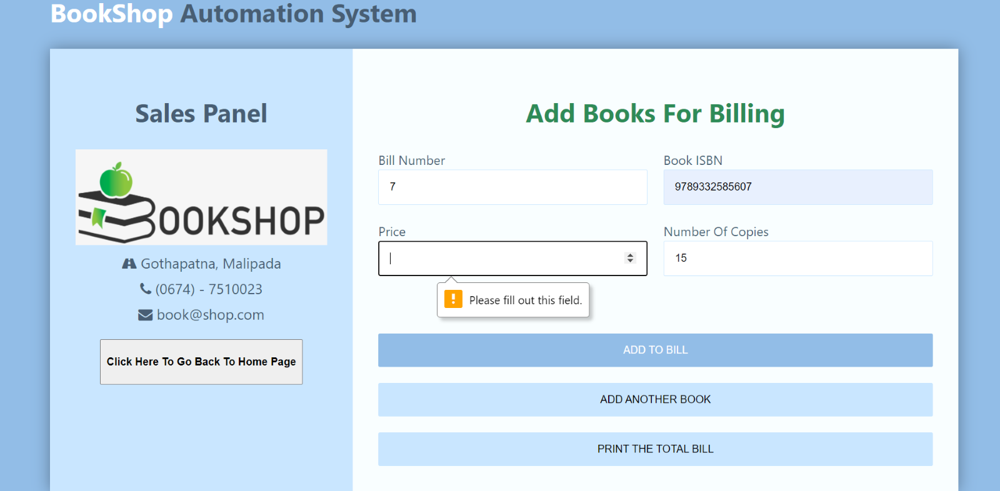 BookShop Automation System
Sales Panel
BOOKSHOP
Gothapatna, Malipada
(0674) - 7510023
book@shop.com
Click Here To Go Back To Home Page
Add Books For Billing
Bill Number
Book ISBN
7
9789332585607
Price
Number Of Copies
15
Please fill out this field.
ADD TO BILL
ADD ANOTHER BOOK
PRINT THE TOTAL BILL